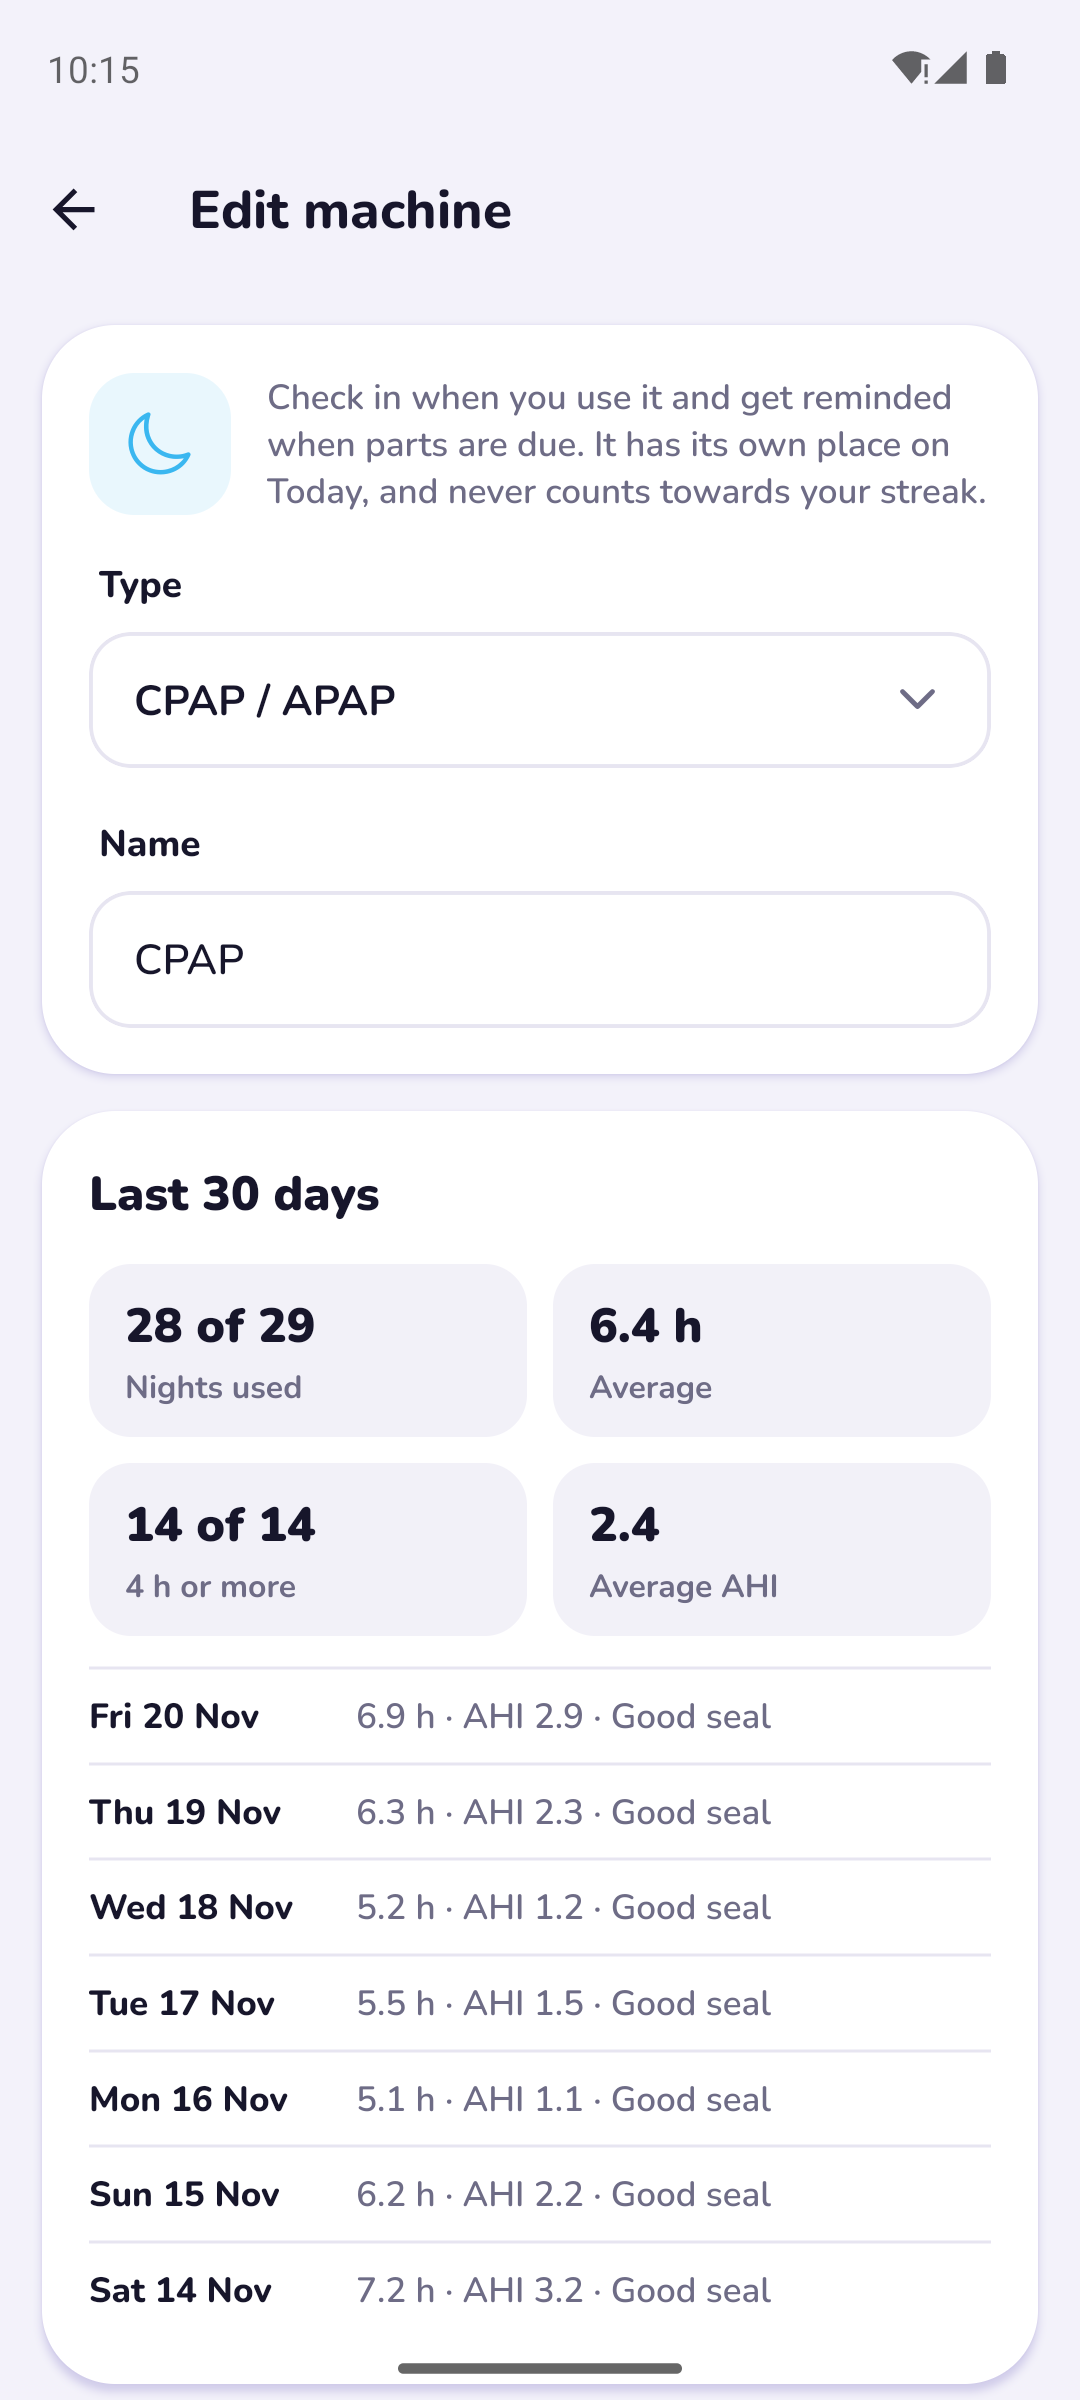 10:15
Edit machine
Check in when you use it and get reminded
when parts are due. It has its own place on
Today, and never counts towards your streak.
Type
CPAP / APAP
Name
CPAP
Last 30 days
28 of 29
Nights used
6.4 h
Average
14 of 14
4 h or more
2.4
Average AHI
Fri 20 Nov 6.9 h · AHI 2.9 · Good seal
Thu 19 Nov 6.3 h · AHI 2.3 · Good seal
Wed 18 Nov 5.2 h · AHI 1.2 · Good seal
Tue 17 Nov 5.5 h · AHI 1.5 · Good seal
Mon 16 Nov 5.1 h · AHI 1.1 · Good seal
Sun 15 Nov 6.2 h · AHI 2.2 · Good seal
Sat 14 Nov 7.2 h · AHI 3.2 · Good seal